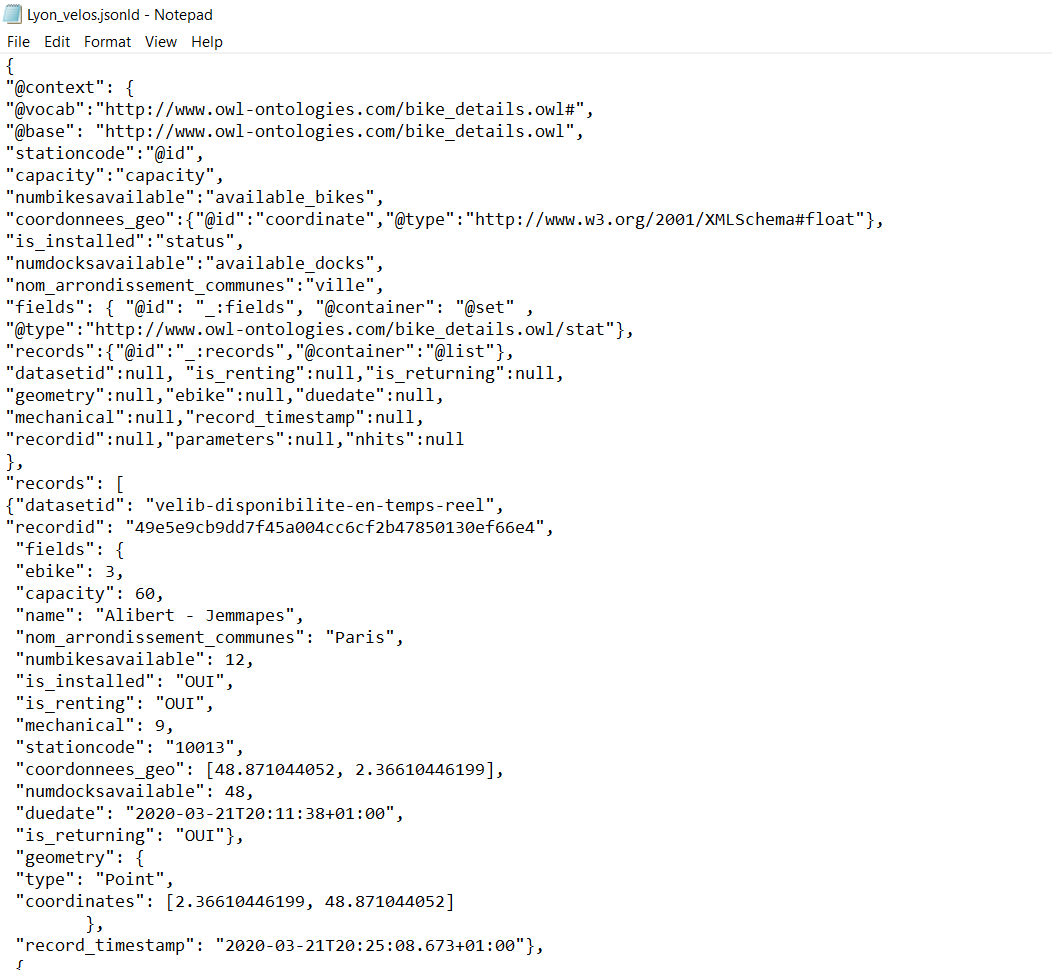 Lyon_velos.jsonld - Notepad
File Edit Format View Help
{
"@context": {
"@vocab":"http://www.owl-ontologies.com/bike_details.owl#",
"@base": "http://www.owl-ontologies.com/bike_details.owl",
"stationcode":"@id",
"capacity":"capacity",
"numbikesavailable":"available_bikes",
"coordonnees_geo":{"@id":"coordinate","@type":"http://www.w3.org/2001/XMLSchema#float"},
"is_installed":"status",
"numdocksavailable":"available_docks",
"nom_arrondissement_communes":"ville",
"fields": { "@id": "_:fields", "@container": "@set" ,
"@type":"http://www.owl-ontologies.com/bike_details.owl/stat"},
"records":{"@id":"_:records","@container":"@list"},
"datasetid":null, "is_renting":null,"is_returning":null,
"geometry":null,"ebike":null,"duedate":null,
"mechanical":null,"record_timestamp":null,
"recordid":null,"parameters":null,"nhits":null
},
"records": [
{"datasetid": "velib-disponibilite-en-temps-reel",
"recordid": "49e5e9cb9dd7f45a004cc6cf2b47850130ef66e4",
"fields": {
"ebike": 3,
"capacity": 60,
"name": "Alibert - Jemmapes",
"nom_arrondissement_communes": "Paris",
"numbikesavailable": 12,
"is_installed": "OUI",
"is_renting": "OUI",
"mechanical": 9,
"stationcode": "10013",
"coordonnees_geo": [48.871044052, 2.36610446199],
"numdocksavailable": 48,
"duedate": "2020-03-21T20:11:38+01:00",
"is_returning": "OUI"},
"geometry": {
"type": "Point",
"coordinates": [2.36610446199, 48.871044052]
},
"record_timestamp": "2020-03-21T20:25:08.673+01:00"},
{